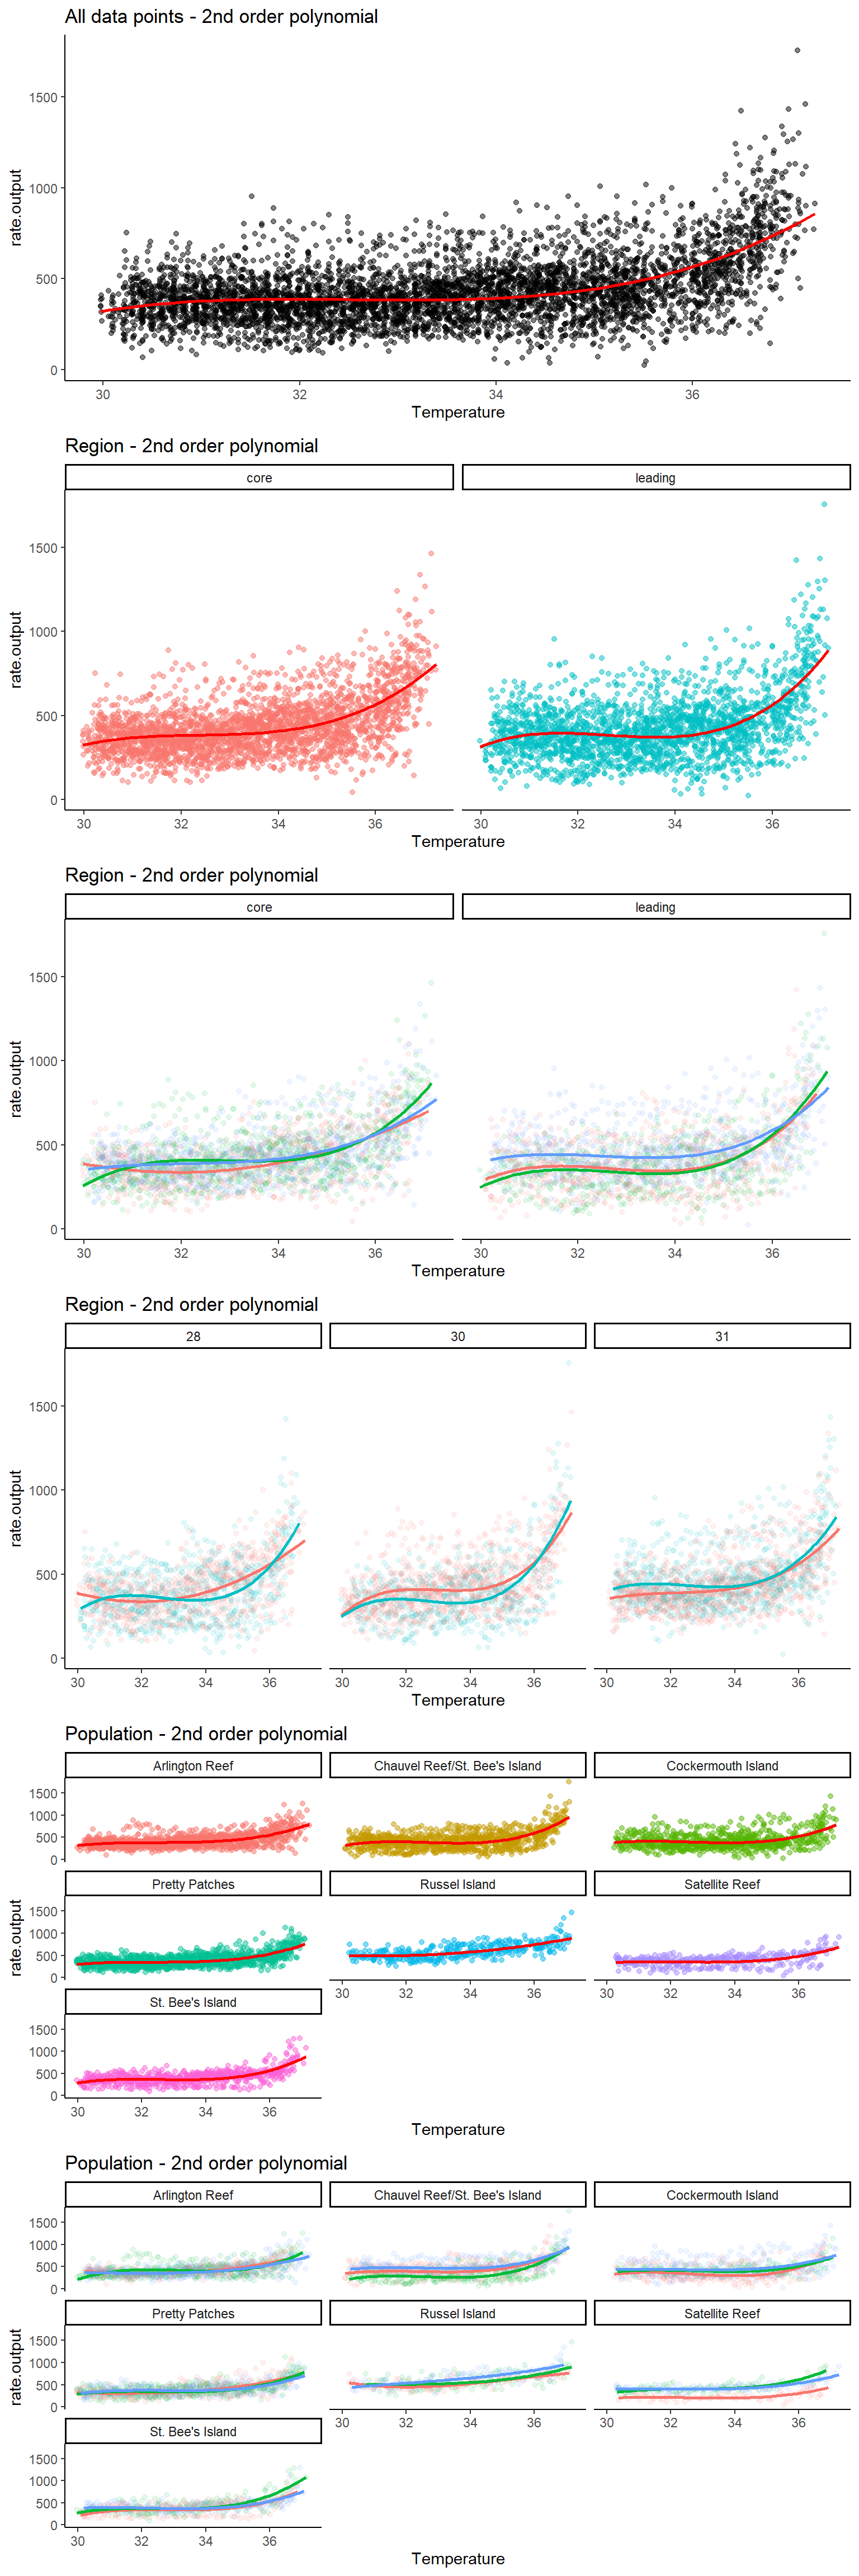 All data points - 2nd order polynomial
1500
1000
500
0
rate.output
30 32 34 36
Temperature
Region - 2nd order polynomial
core leading
1500
1000
500
0
rate.output
30 32 34 36 30 32 34 36
Temperature
Region - 2nd order polynomial
core leading
1500
1000
500
0
rate.output
30 32 34 36 30 32 34 36
Temperature
Region - 2nd order polynomial
28 30 31
1500
1000
500
0
rate.output
30 32 34 36 30 32 34 36 30 32 34 36
Temperature
Population - 2nd order polynomial
Arlington Reef Chauvel Reef/St. Bee's Island Cockermouth Island
1500
1000
500
0
Pretty Patches Russel Island Satellite Reef
1500
1000
500
0
rate.output
30 32 34 36 30 32 34 36
St. Bee's Island
1500
1000
500
0
30 32 34 36
Temperature
Population - 2nd order polynomial
Arlington Reef Chauvel Reef/St. Bee's Island Cockermouth Island
1500
1000
500
0
Pretty Patches Russel Island Satellite Reef
1500
1000
500
0
rate.output
30 32 34 36 30 32 34 36
St. Bee's Island
1500
1000
500
0
30 32 34 36
Temperature